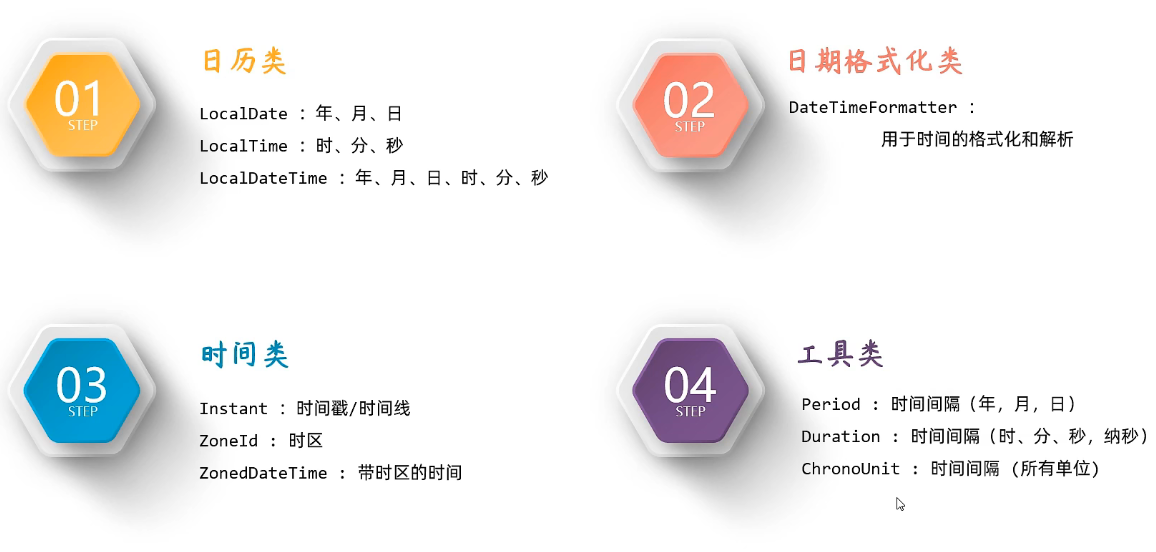 01
STEP
日历类
LocalDate : 年、月、日
LocalTime : 时、分、秒
LocalDateTime : 年、月、日、时、分、秒
02
STEP
日期格式化类
DateTimeFormatter :
用于时间的格式化和解析
03
STEP
时间类
Instant : 时间戳/时间线
ZoneId : 时区
ZonedDateTime : 带时区的时间
04
STEP
工具类
Period : 时间间隔（年，月，日）
Duration : 时间间隔（时、分、秒，纳秒）
ChronoUnit : 时间间隔 (所有单位)